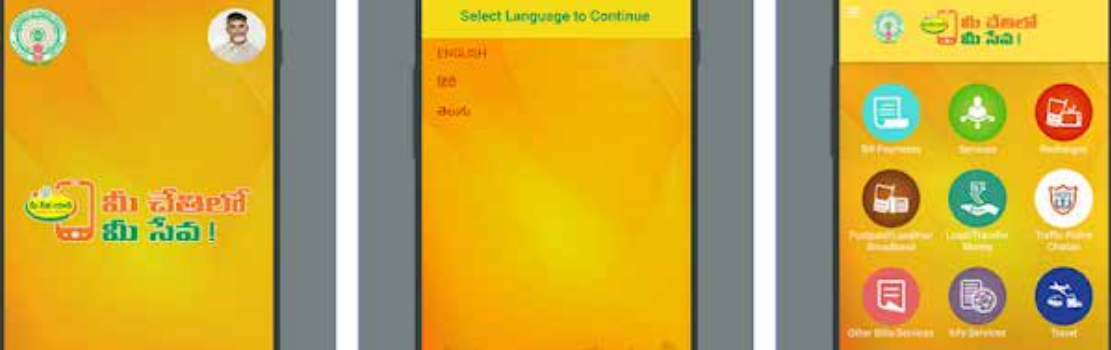 మీ చేతిలో
మీ సేవ !
Select Language to Continue
ENGLISH
हिंदी
తెలుగు
మీ చేతిలో
మీ సేవ !
Bill Payments
Services
Recharges
Postpaid/Landline
Broadband
Load/Transfer
Money
Traffic Police
Challan
Other Bills/Services
Info Services
Travel